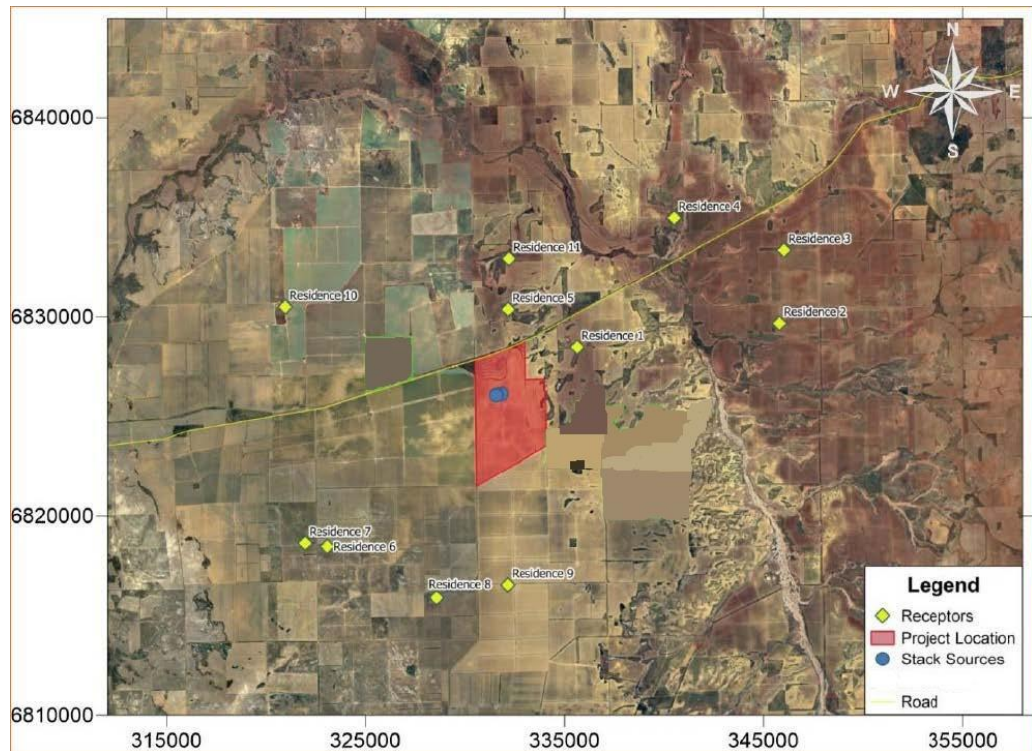 N
W E
S
6840000
Residence 4
Residence 3
Residence 11
Residence 10
Residence 5
6830000
Residence 2
Residence 1
6820000
Residence 7
Residence 6
Residence 9
Residence 8
Legend
Receptors
Project Location
Stack Sources
Road
6810000
315000 325000 335000 345000 355000